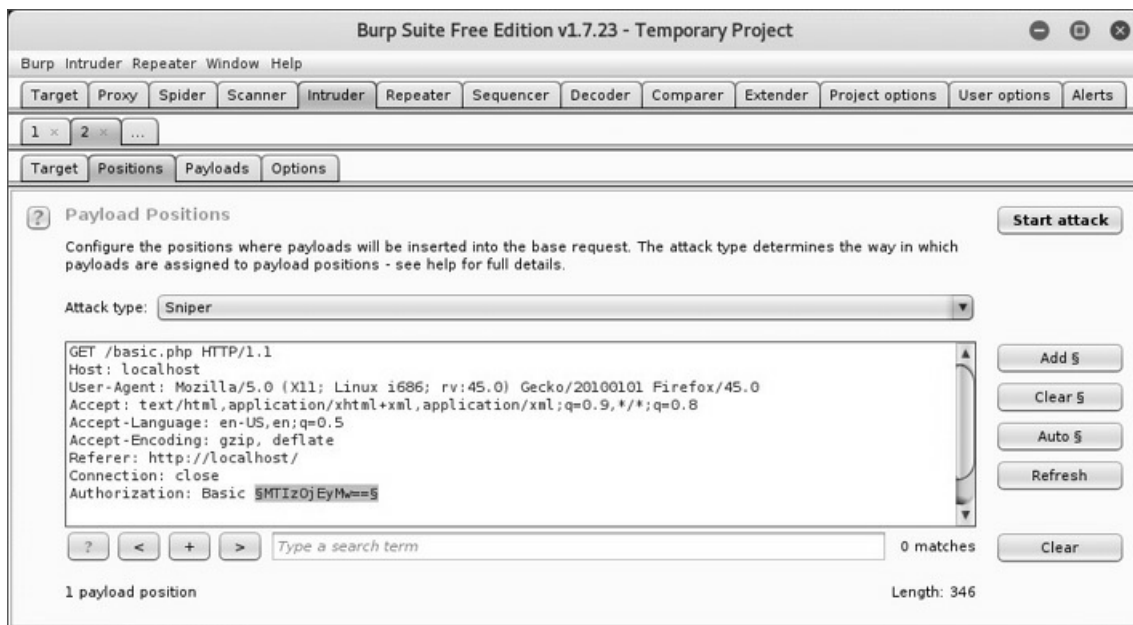 Burp Suite Free Edition v1.7.23 - Temporary Project
Burp Intruder Repeater Window Help
Target Proxy Spider Scanner Intruder Repeater Sequencer Decoder Comparer Extender Project options User options Alerts
1 × 2 × ...
Target Positions Payloads Options
? Payload Positions Start attack
Configure the positions where payloads will be inserted into the base request. The attack type determines the way in which
payloads are assigned to payload positions - see help for full details.
Attack type: Sniper
GET /basic.php HTTP/1.1
Host: localhost
User-Agent: Mozilla/5.0 (X11; Linux i686; rv:45.0) Gecko/20100101 Firefox/45.0
Accept: text/html,application/xhtml+xml,application/xml;q=0.9,*/*;q=0.8
Accept-Language: en-US,en;q=0.5
Accept-Encoding: gzip, deflate
Referer: http://localhost/
Connection: close
Authorization: Basic §MTIzOjEyMw==§
Add §
Clear §
Auto §
Refresh
? < + > Type a search term 0 matches Clear
1 payload position Length: 346